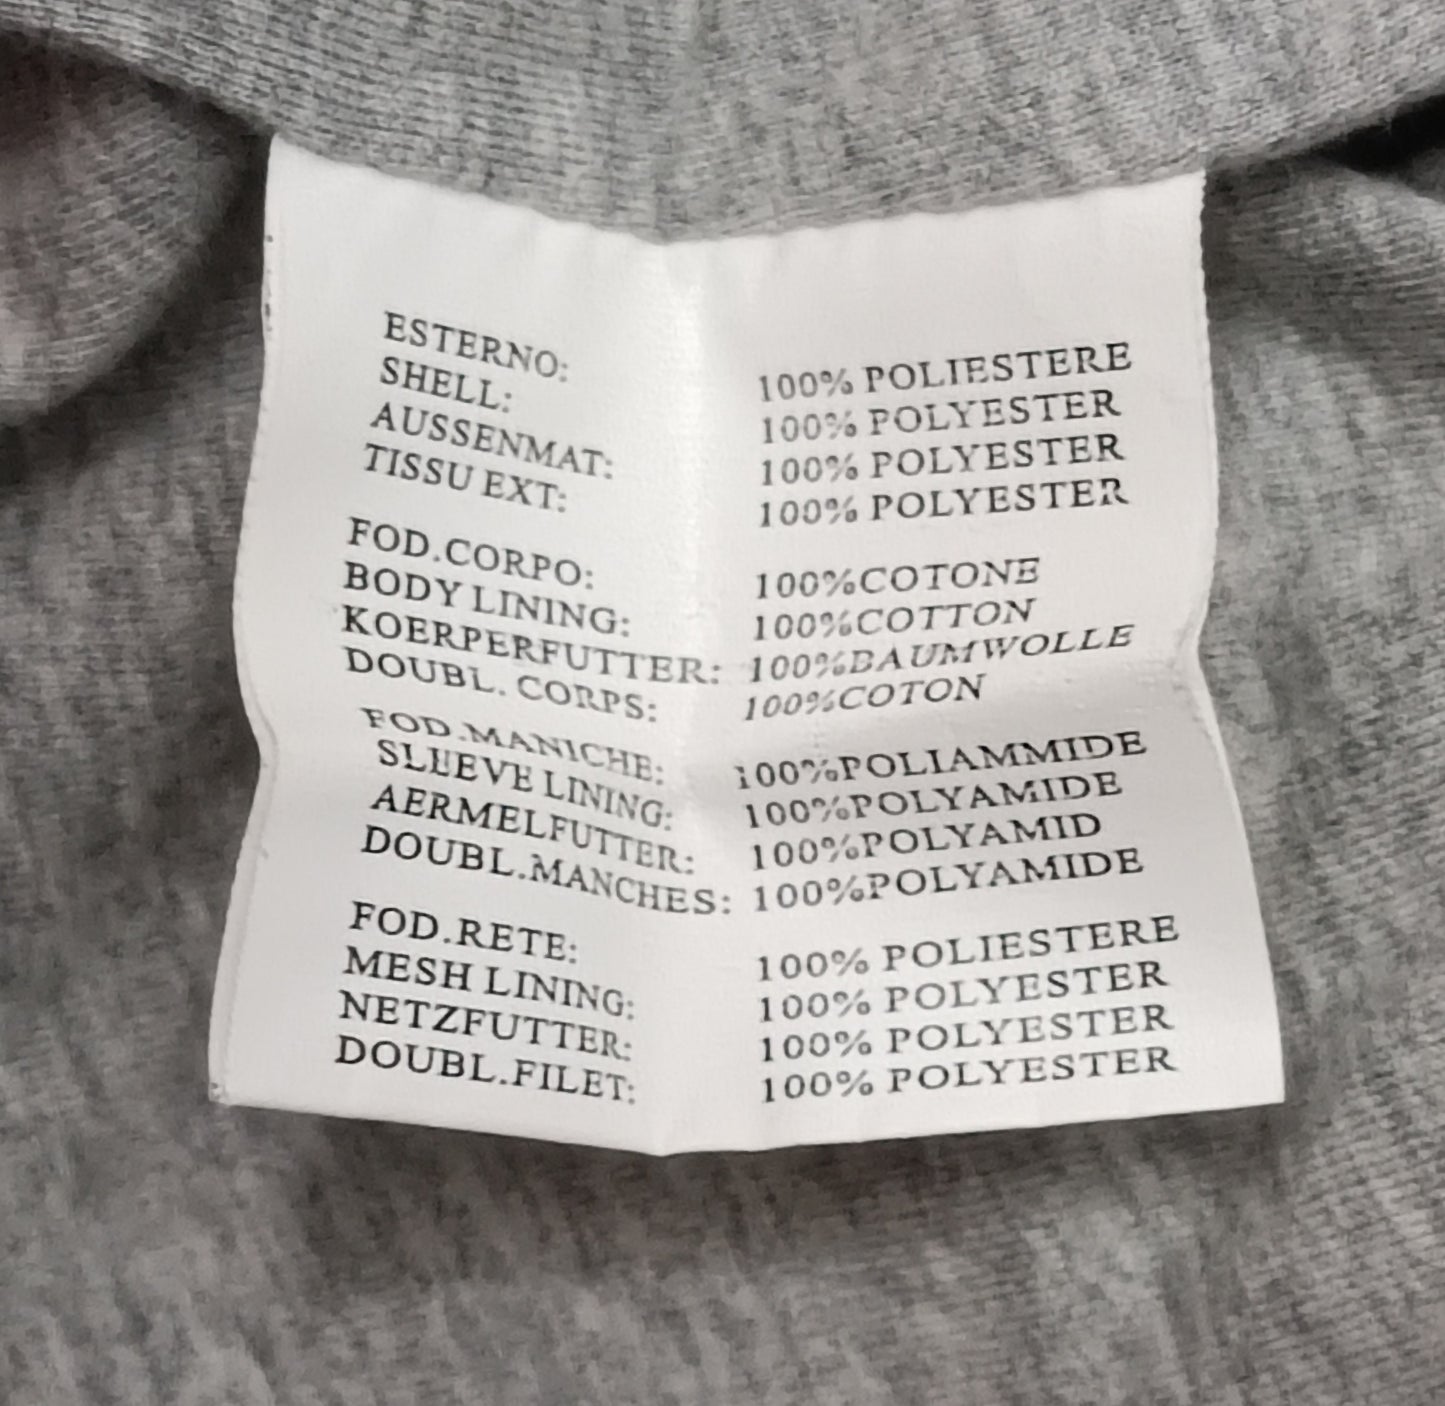 ESTERNO: 100% POLIESTERE
SHELL: 100% POLYESTER
AUSSENMAT: 100% POLYESTER
TISSU EXT: 100% POLYESTER
FOD.CORPO: 100%COTONE
BODY LINING: 100%COTTON
KOERPERFUTTER: 100%BAUMWOLLE
DOUBL. CORPS: 100%COTON
FOD.MANICHE: 100%POLIAMMIDE
SLEEVE LINING: 100%POLYAMIDE
AERMELFUTTER: 100%POLYAMID
DOUBL.MANCHES: 100%POLYAMIDE
FOD.RETE: 100% POLIESTERE
MESH LINING: 100% POLYESTER
NETZFUTTER: 100% POLYESTER
DOUBL.FILET: 100% POLYESTER